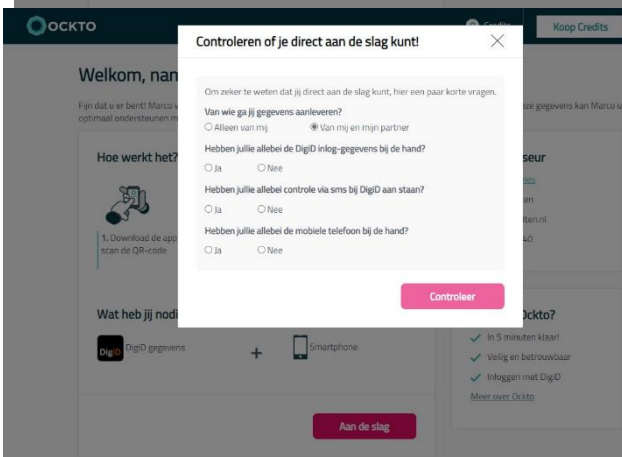 OCKTO
Credits
Koop Credits
Controleren of je direct aan de slag kunt!
Welkom, nan
Om zeker te weten dat jij direct aan de slag kunt, hier een paar korte vragen.
Fijn dat u er bent! Marco
ze gegevens kan Marco u
optimaal ondersteunen m
Van wie ga jij gegevens aanleveren?
Alleen van mij
Van mij en mijn partner
Hoe werkt het?
Hebben jullie allebei de DigiD inlog-gegevens bij de hand?
seur
Ja
Nee
Hebben jullie allebei controle via sms bij DigiD aan staan?
Ja
Nee
lten.nl
1. Download de app
scan de QR-code
Hebben jullie allebei de mobiele telefoon bij de hand?
40
Ja
Nee
Controleer
Wat heb jij nodi
Ockto?
In 5 minuten klaar!
DigiD
DigiD gegevens
+
Smartphone
Veilig en betrouwbaar
Inloggen met DigiD
Meer over Ockto
Aan de slag